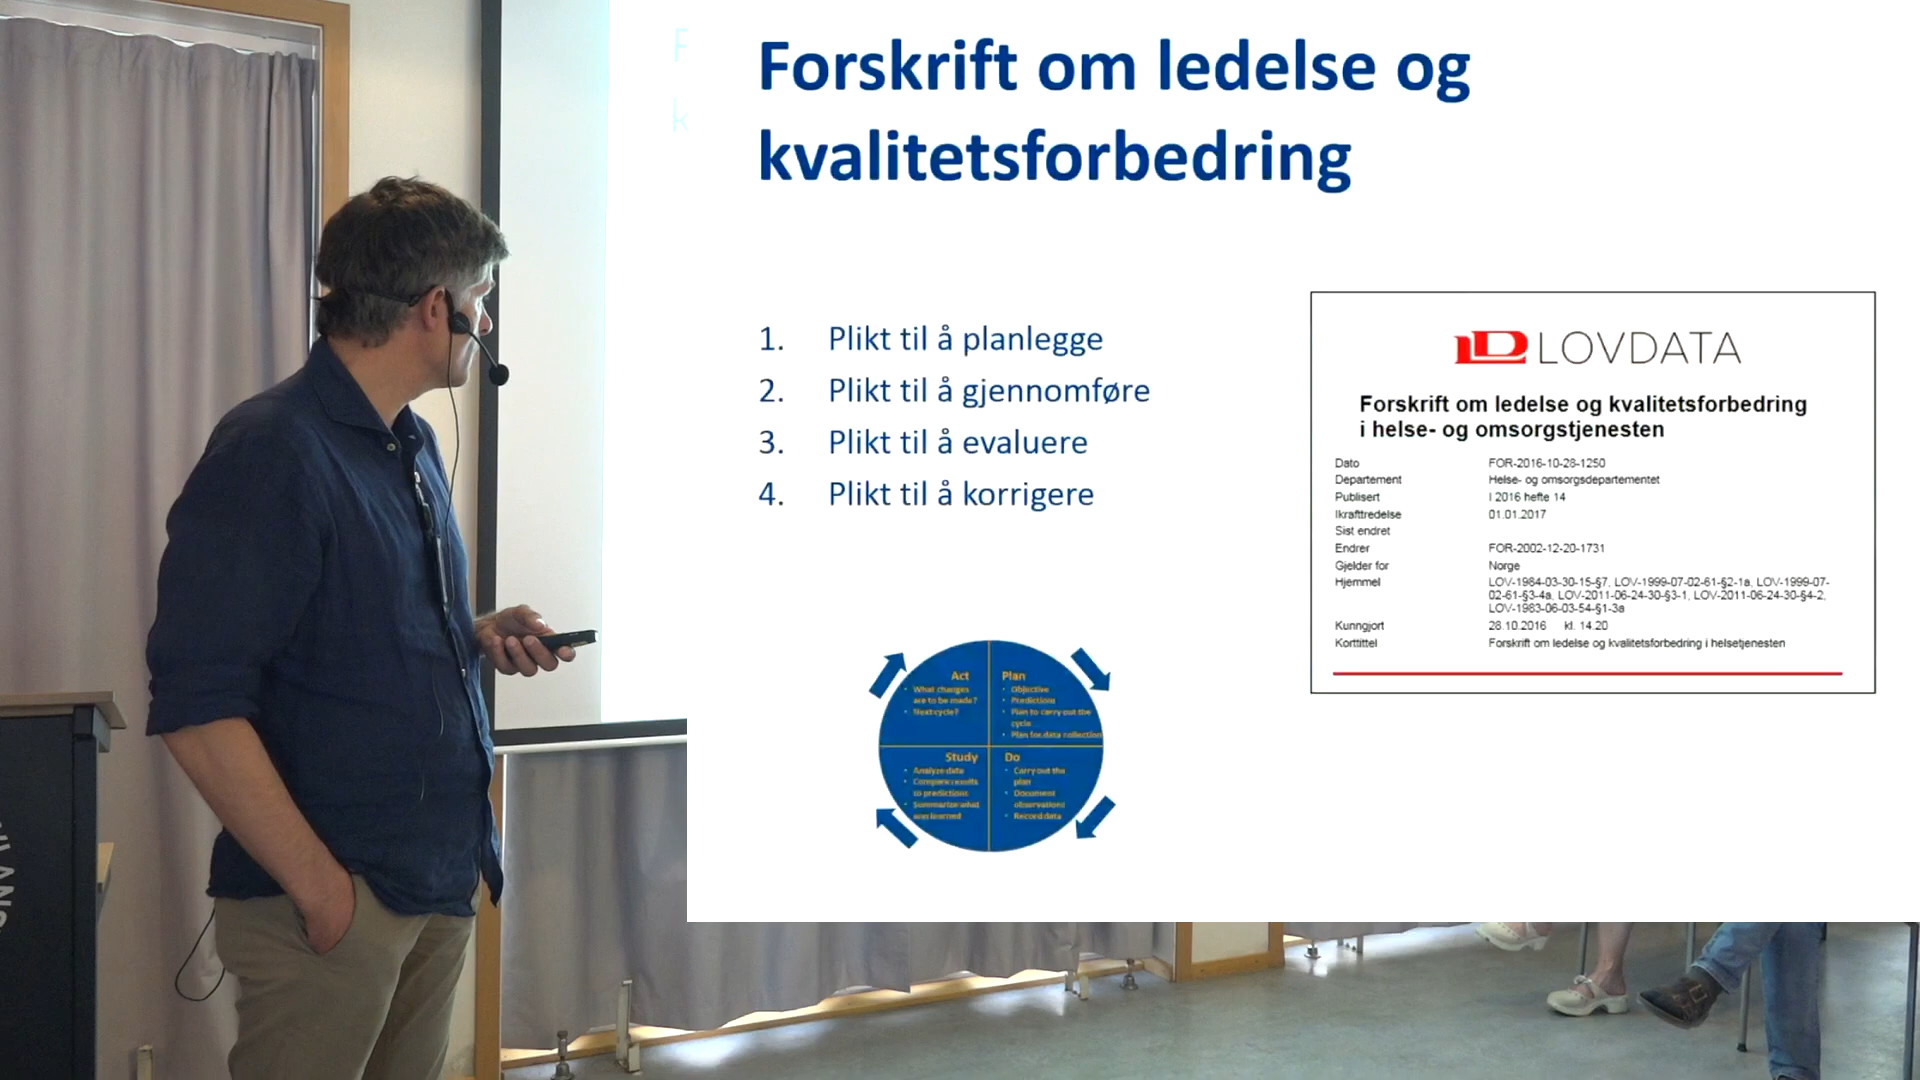 Forskrift om ledelse og
kvalitetsforbedring
1. Plikt til å planlegge
2. Plikt til å gjennomføre
3. Plikt til å evaluere
4. Plikt til å korrigere
LOVDATA
Forskrift om ledelse og kvalitetsforbedring
i helse- og omsorgstjenesten
Dato FOR-2016-10-28-1250
Departement Helse- og omsorgsdepartementet
Publisert I 2016 hefte 14
Ikrafttredelse 01.01.2017
Sist endret
Endrer FOR-2002-12-20-1731
Gjelder for Norge
Hjemmel LOV-1984-03-30-15-§7, LOV-1999-07-02-61-§2-1a, LOV-1999-07-
02-61-§3-4a, LOV-2011-06-24-30-§3-1, LOV-2011-06-24-30-§4-2,
LOV-1983-06-03-54-§1-3a
Kunngjort 28.10.2016 kl. 14.20
Korttittel Forskrift om ledelse og kvalitetsforbedring i helsetjenesten
Act
• What changes
are to be made?
• Next cycle?
Plan
• Objective
• Predictions
• Plan to carry out the
cycle
• Plan for data collection
Study
• Analyze data
• Compare results
to predictions
• Summarize what
was learned
Do
• Carry out the
plan
• Document
observations
• Record data